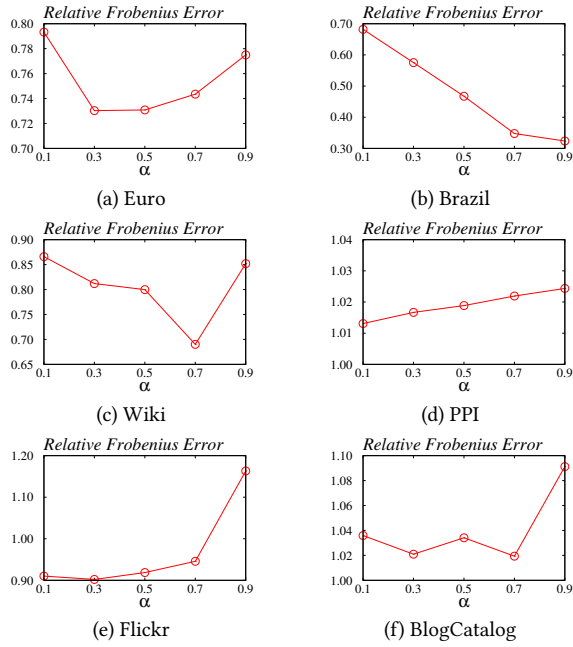 Relative Frobenius Error
0.80
0.78
0.76
0.74
0.72
0.70
0.1 0.3 0.5 0.7 0.9
α
(a) Euro
Relative Frobenius Error
0.70
0.60
0.50
0.40
0.30
0.1 0.3 0.5 0.7 0.9
α
(b) Brazil
Relative Frobenius Error
0.90
0.85
0.80
0.75
0.70
0.65
0.1 0.3 0.5 0.7 0.9
α
(c) Wiki
Relative Frobenius Error
1.04
1.03
1.02
1.01
1.00
0.1 0.3 0.5 0.7 0.9
α
(d) PPI
Relative Frobenius Error
1.20
1.10
1.00
0.90
0.1 0.3 0.5 0.7 0.9
α
(e) Flickr
Relative Frobenius Error
1.10
1.08
1.06
1.04
1.02
1.00
0.1 0.3 0.5 0.7 0.9
α
(f) BlogCatalog